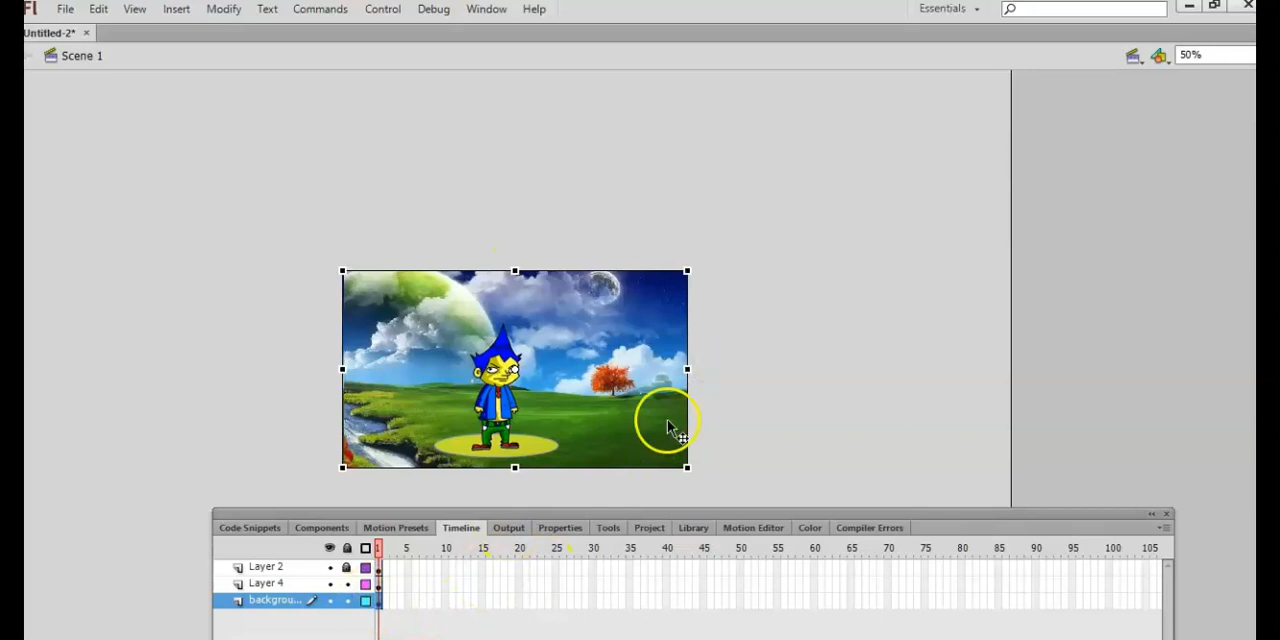 Fl File Edit View Insert Modify Text Commands Control Debug Window Help Essentials
Untitled-2* ×
Scene 1 50%
Code Snippets Components Motion Presets Timeline Output Properties Tools Project Library Motion Editor Color Compiler Errors
1 5 10 15 20 25 30 35 40 45 50 55 60 65 70 75 80 85 90 95 100 105
Layer 2
Layer 4
backgrou...